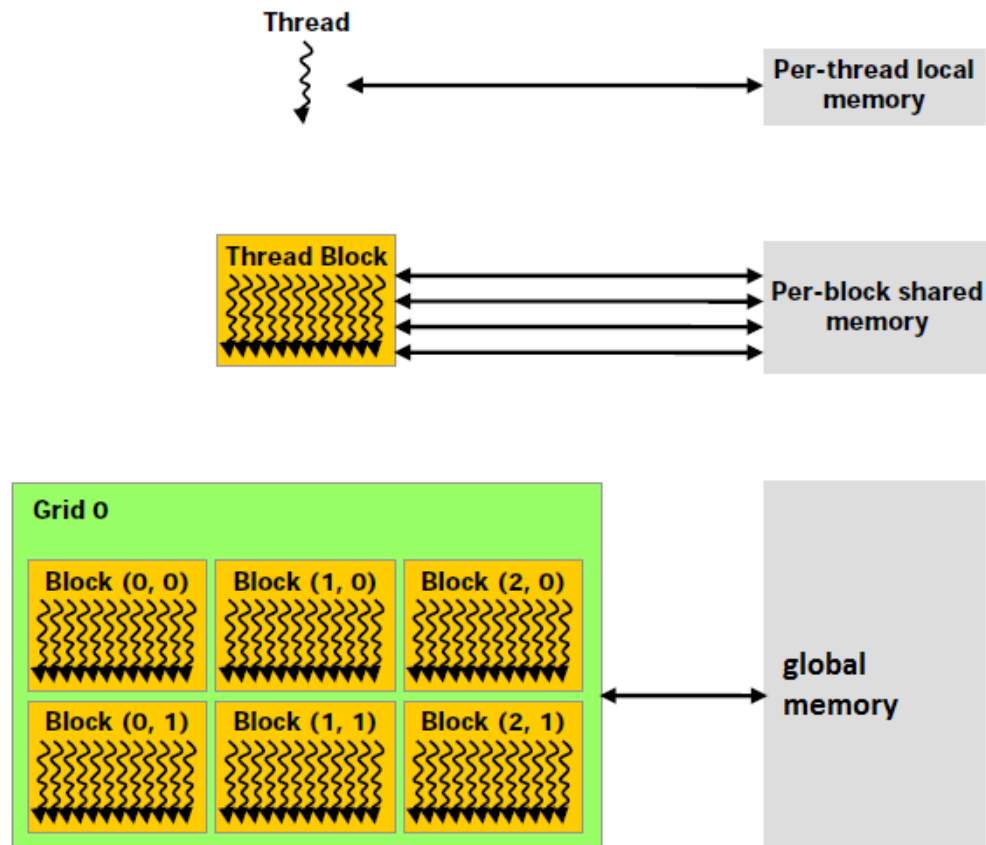 Thread
Per-thread local
memory
Thread Block
Per-block shared
memory
Grid 0
Block (0, 0)
Block (1, 0)
Block (2, 0)
global
memory
Block (0, 1)
Block (1, 1)
Block (2, 1)